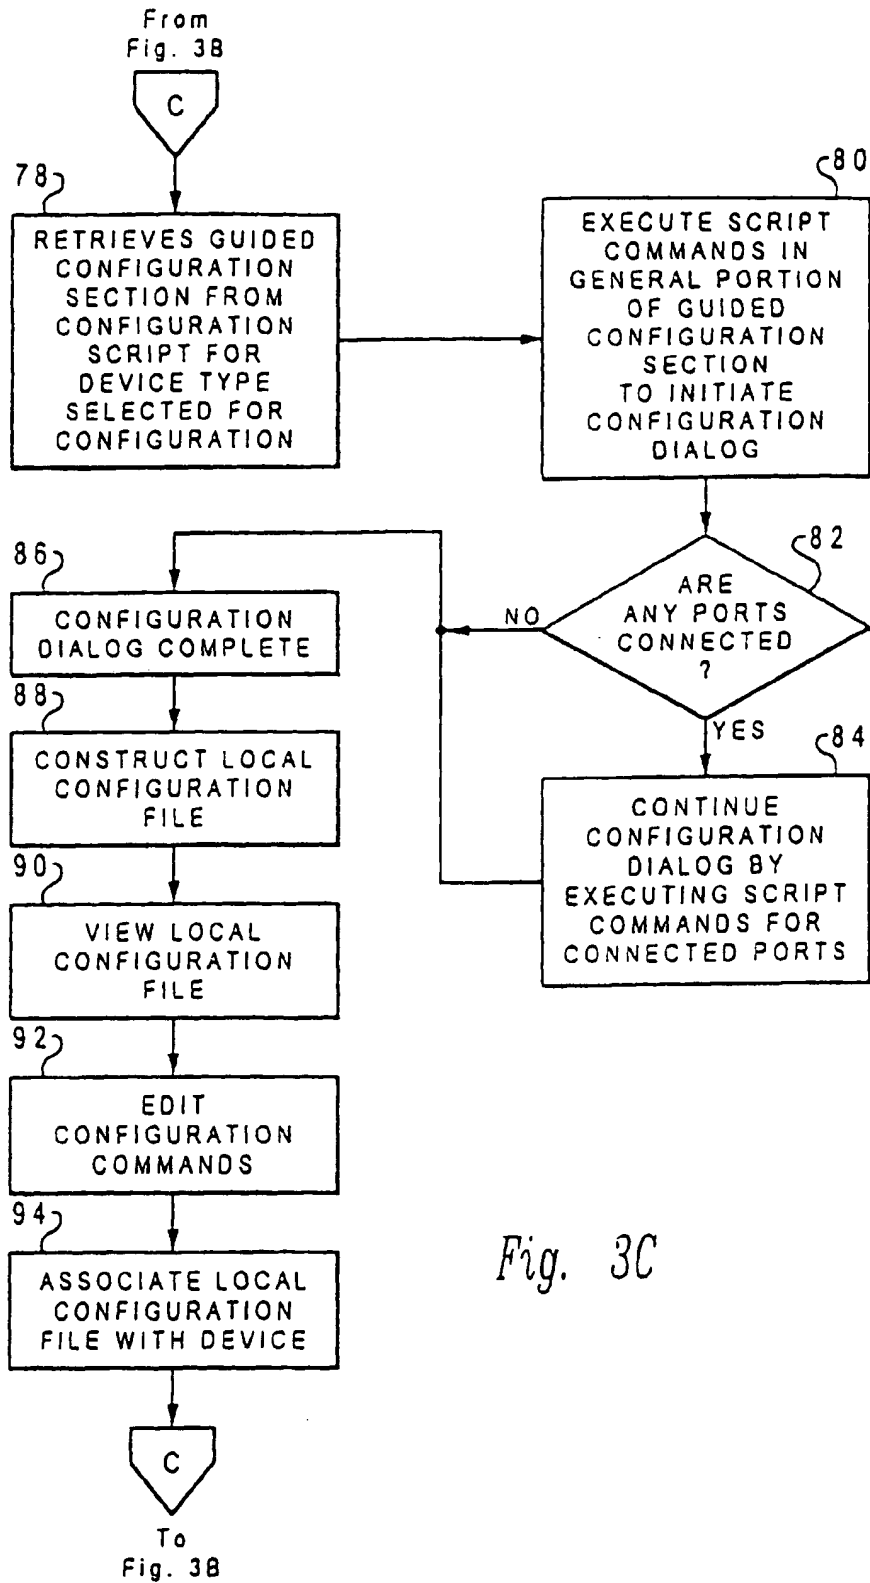 From
Fig. 3B
C
78
RETRIEVES GUIDED
CONFIGURATION
SECTION FROM
CONFIGURATION
SCRIPT FOR
DEVICE TYPE
SELECTED FOR
CONFIGURATION
80
EXECUTE SCRIPT
COMMANDS IN
GENERAL PORTION
OF GUIDED
CONFIGURATION
SECTION
TO INITIATE
CONFIGURATION
DIALOG
82
ARE
ANY PORTS
CONNECTED
?
NO
YES
84
CONTINUE
CONFIGURATION
DIALOG BY
EXECUTING SCRIPT
COMMANDS FOR
CONNECTED PORTS
86
CONFIGURATION
DIALOG COMPLETE
88
CONSTRUCT LOCAL
CONFIGURATION
FILE
90
VIEW LOCAL
CONFIGURATION
FILE
92
EDIT
CONFIGURATION
COMMANDS
94
ASSOCIATE LOCAL
CONFIGURATION
FILE WITH DEVICE
C
To
Fig. 3B
Fig. 3C